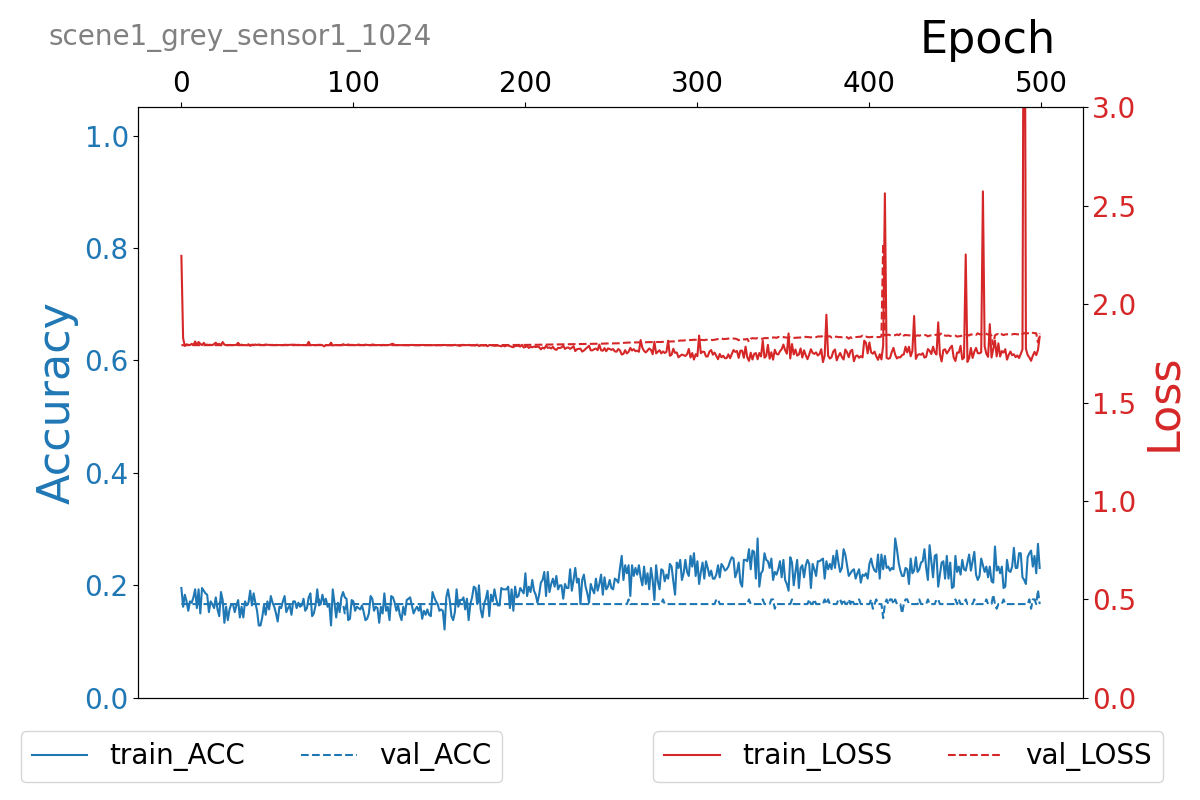 scene1_grey_sensor1_1024
Epoch
0 100 200 300 400 500
1.0
0.8
0.6
0.4
0.2
0.0
Accuracy
3.0
2.5
2.0
1.5
1.0
0.5
0.0
Loss
train_ACC val_ACC
train_LOSS val_LOSS